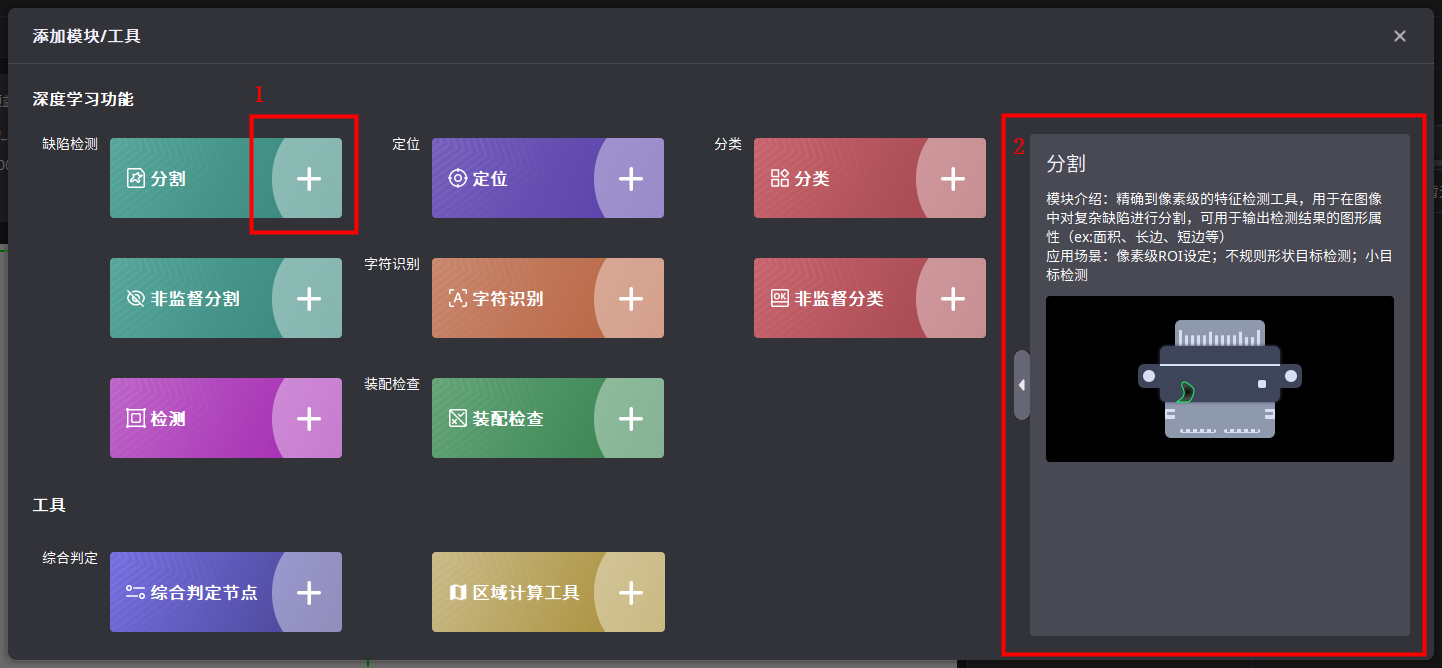 添加模块/工具
深度学习功能
1
缺陷检测
分割
定位
定位
分类
分类
非监督分割
字符识别
字符识别
非监督分类
检测
装配检查
装配检查
工具
综合判定
综合判定节点
区域计算工具
2
分割
模块介绍：精确到像素级的特征检测工具，用于在图像
中对复杂缺陷进行分割，可用于输出检测结果的图形属
性（ex:面积、长边、短边等）
应用场景：像素级ROI设定；不规则形状目标检测；小目
标检测